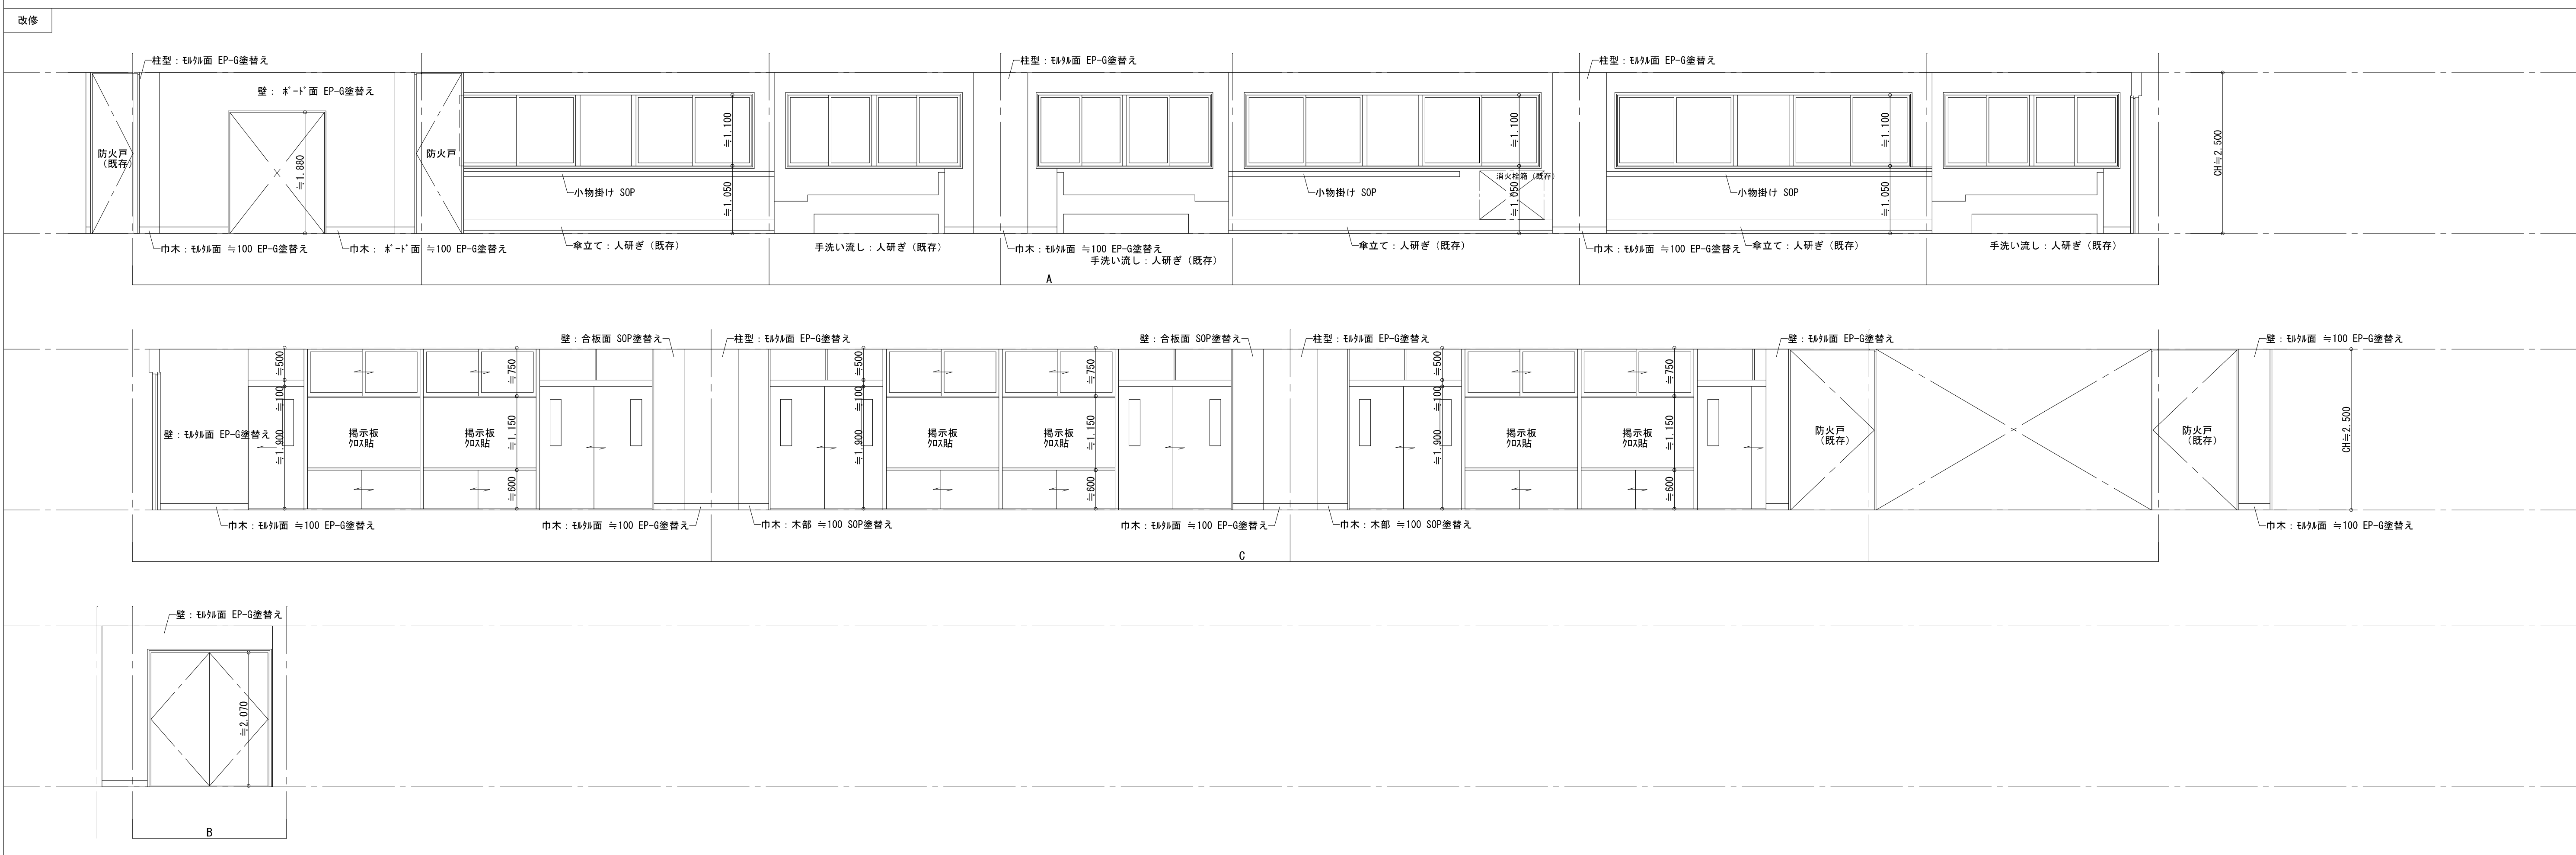 改修
柱型：ﾓﾙﾀﾙ面 EP-G塗替え
柱型：ﾓﾙﾀﾙ面 EP-G塗替え
柱型：ﾓﾙﾀﾙ面 EP-G塗替え
壁： ﾎﾞｰﾄﾞ面 EP-G塗替え
防火戸
（既存）
≒1.880
防火戸
≒1.100
≒1.050
小物掛け SOP
≒1.100
≒1.050
小物掛け SOP
消火栓箱（既存）
≒1.100
≒1.050
小物掛け SOP
CH≒2.500
巾木：ﾓﾙﾀﾙ面 ≒100 EP-G塗替え
巾木： ﾎﾞｰﾄﾞ面 ≒100 EP-G塗替え
傘立て：人研ぎ（既存）
手洗い流し：人研ぎ（既存）
巾木：ﾓﾙﾀﾙ面 ≒100 EP-G塗替え
手洗い流し：人研ぎ（既存）
傘立て：人研ぎ（既存）
巾木：ﾓﾙﾀﾙ面 ≒100 EP-G塗替え
傘立て：人研ぎ（既存）
手洗い流し：人研ぎ（既存）
A
壁：合板面 SOP塗替え
柱型：ﾓﾙﾀﾙ面 EP-G塗替え
壁：合板面 SOP塗替え
柱型：ﾓﾙﾀﾙ面 EP-G塗替え
壁：ﾓﾙﾀﾙ面 EP-G塗替え
壁：ﾓﾙﾀﾙ面 ≒100 EP-G塗替え
壁：ﾓﾙﾀﾙ面 EP-G塗替え
≒500
≒100
≒1.900
掲示板
ｸﾛｽ貼
掲示板
ｸﾛｽ貼
≒750
≒1.150
≒600
≒500
≒100
≒1.900
掲示板
ｸﾛｽ貼
掲示板
ｸﾛｽ貼
≒750
≒1.150
≒600
≒500
≒100
≒1.900
掲示板
ｸﾛｽ貼
掲示板
ｸﾛｽ貼
≒750
≒1.150
≒600
防火戸
（既存）
防火戸
（既存）
CH≒2.500
巾木：ﾓﾙﾀﾙ面 ≒100 EP-G塗替え
巾木：ﾓﾙﾀﾙ面 ≒100 EP-G塗替え
巾木：木部 ≒100 SOP塗替え
巾木：ﾓﾙﾀﾙ面 ≒100 EP-G塗替え
巾木：木部 ≒100 SOP塗替え
巾木：ﾓﾙﾀﾙ面 ≒100 EP-G塗替え
C
壁：ﾓﾙﾀﾙ面 EP-G塗替え
≒2.070
B